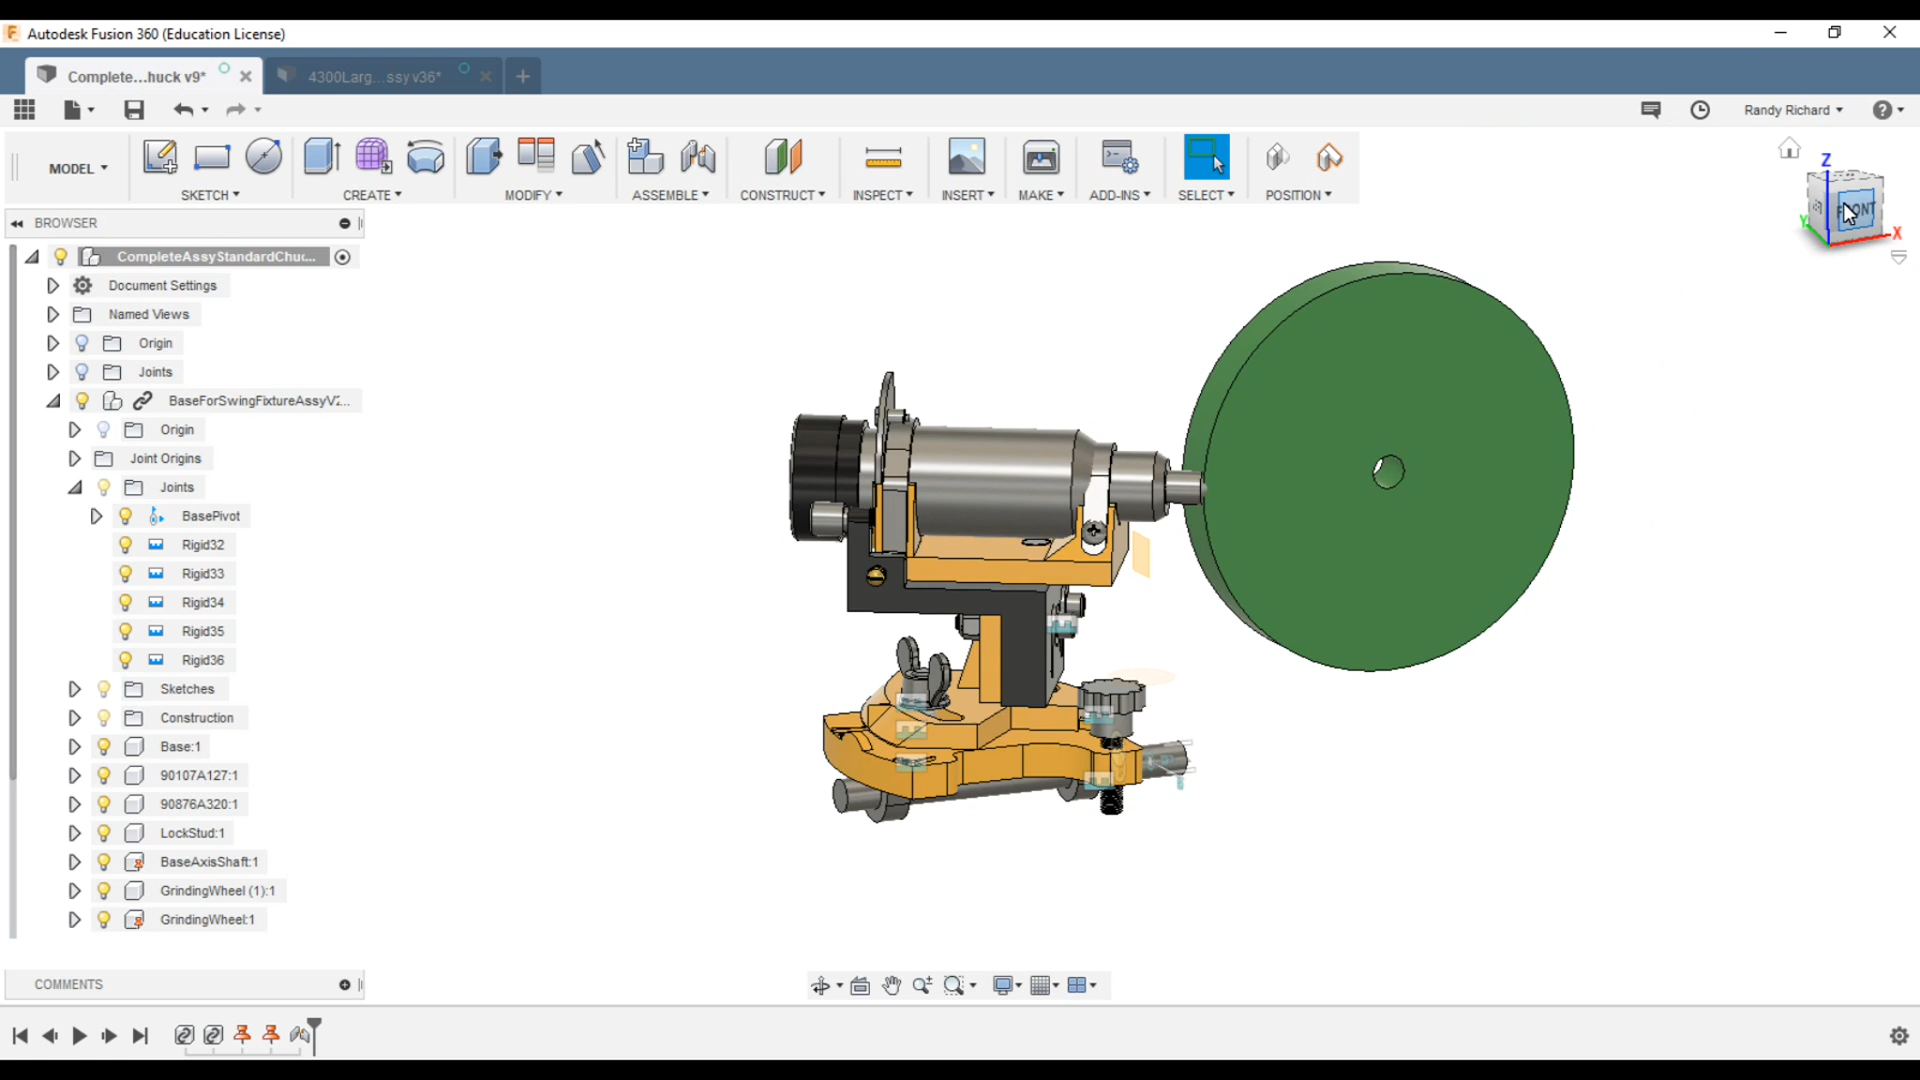 Autodesk Fusion 360 (Education License)
Complete...huck v9*
4300Larg...ssy v36*
Randy Richard
MODEL
SKETCH
CREATE
MODIFY
ASSEMBLE
CONSTRUCT
INSPECT
INSERT
MAKE
ADD-INS
SELECT
POSITION
Z
FRONT
Y
X
BROWSER
CompleteAssyStandardChuc...
Document Settings
Named Views
Origin
Joints
BaseForSwingFixtureAssyV2...
Origin
Joint Origins
Joints
BasePivot
Rigid32
Rigid33
Rigid34
Rigid35
Rigid36
Sketches
Construction
Base:1
90107A127:1
90876A320:1
LockStud:1
BaseAxisShaft:1
GrindingWheel (1):1
GrindingWheel:1
COMMENTS